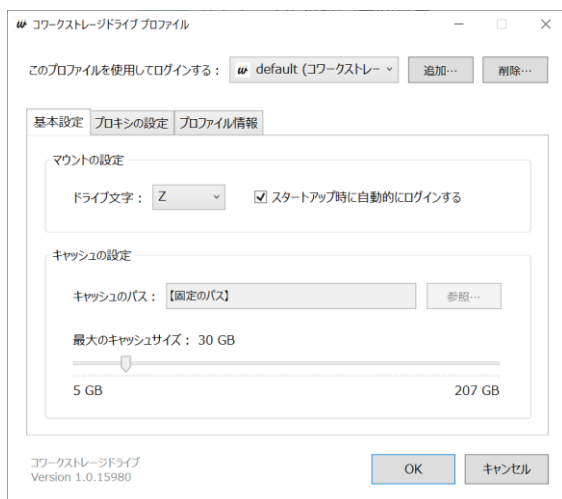 コワークストレージドライブ プロファイル
このプロファイルを使用してログインする： default (コワークストレー 追加… 削除…
基本設定 プロキシの設定 プロファイル情報
マウントの設定
ドライブ文字： Z スタートアップ時に自動的にログインする
キャッシュの設定
キャッシュのパス： 【固定のパス】 参照…
最大のキャッシュサイズ： 30 GB
5 GB 207 GB
コワークストレージドライブ
Version 1.0.15980
OK キャンセル